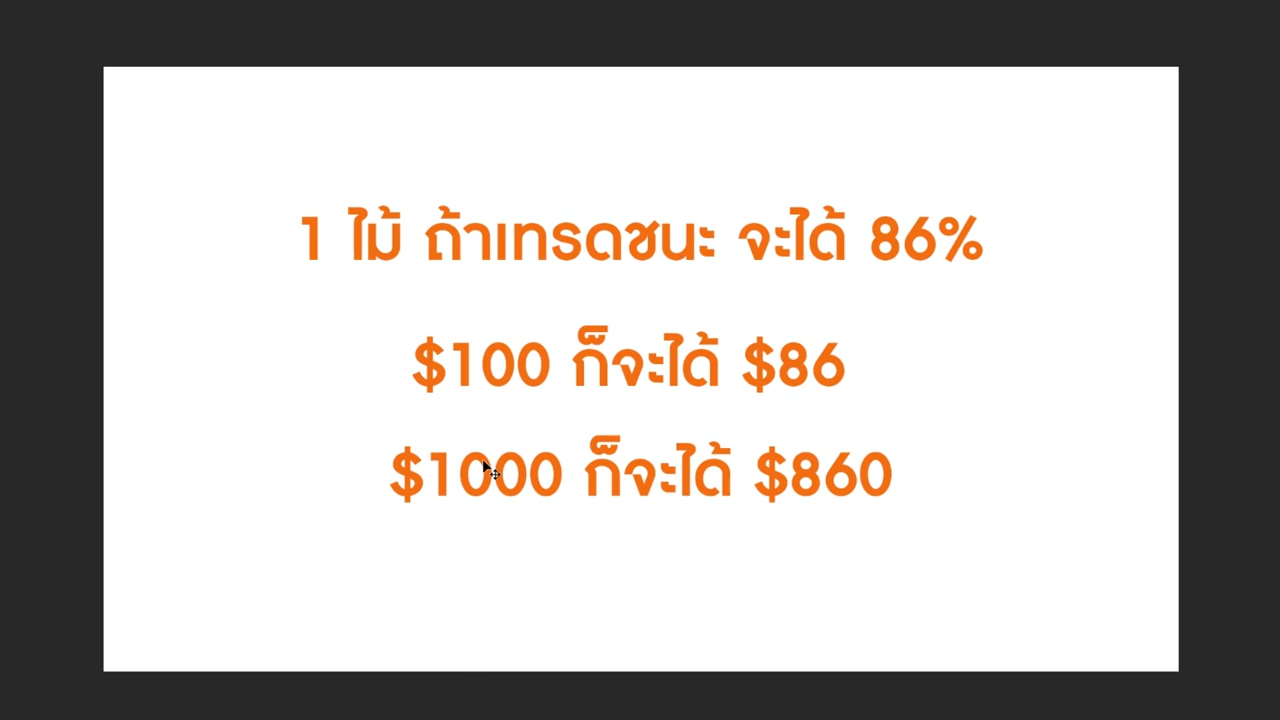 1 ไม้ ถ้าเทรดชนะ จะได้ 86%
$100 ก็จะได้ $86
$1000 ก็จะได้ $860